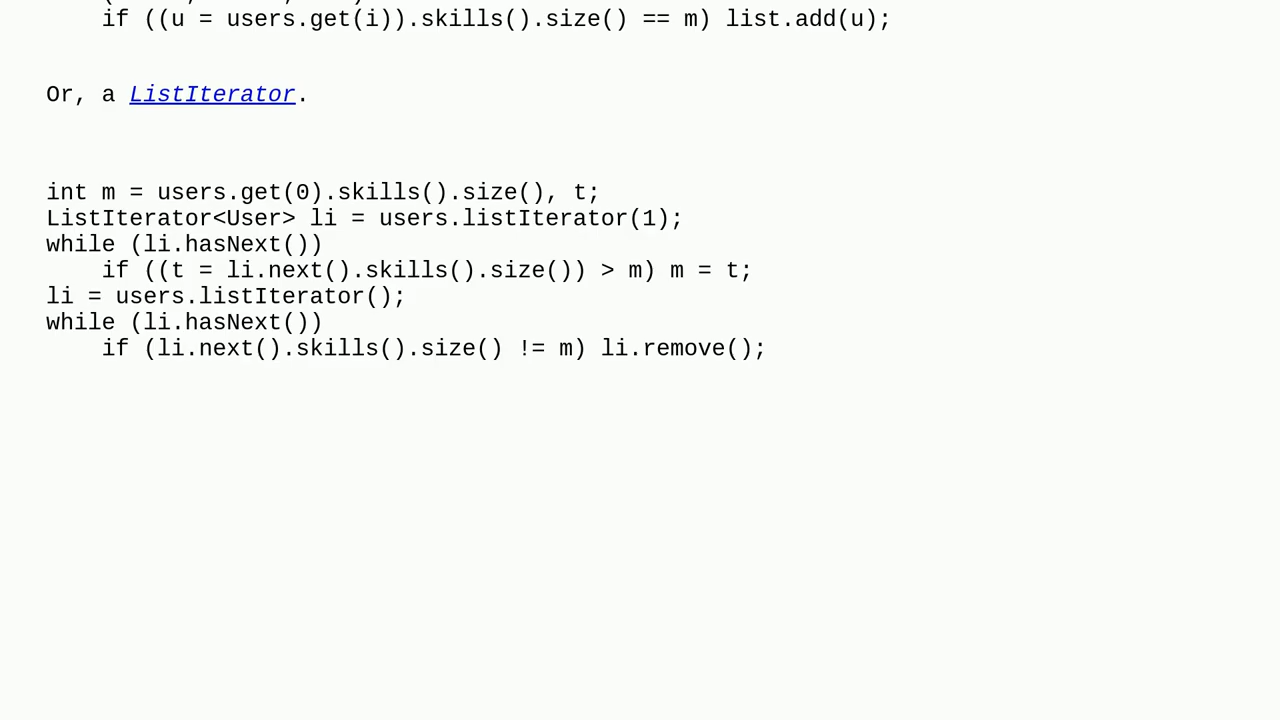 if ((u = users.get(i)).skills().size() == m) list.add(u);
Or, a ListIterator.
int m = users.get(0).skills().size(), t;
ListIterator<User> li = users.listIterator(1);
while (li.hasNext())
    if ((t = li.next().skills().size()) > m) m = t;
li = users.listIterator();
while (li.hasNext())
    if (li.next().skills().size() != m) li.remove();